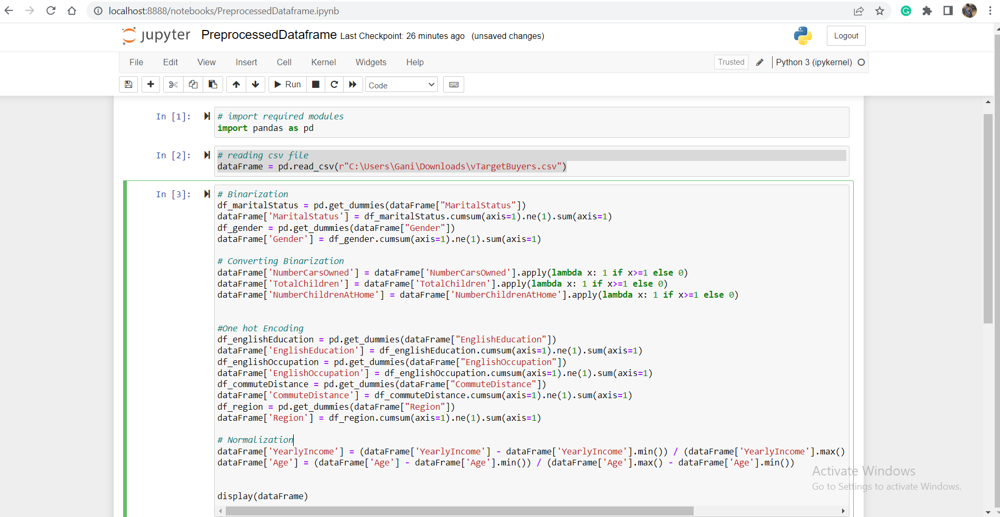 localhost:8888/notebooks/PreprocessedDataframe.ipynb
jupyter PreprocessedDataframe Last Checkpoint: 26 minutes ago (unsaved changes)
Logout
File Edit View Insert Cell Kernel Widgets Help
Trusted
Python 3 (ipykernel)
Run
Code
In [1]:
# import required modules
import pandas as pd
In [2]:
# reading csv file
dataFrame = pd.read_csv(r"C:\Users\Gani\Downloads\vTargetBuyers.csv")
In [3]:
# Binarization
df_maritalStatus = pd.get_dummies(dataFrame["MaritalStatus"])
dataFrame['MaritalStatus'] = df_maritalStatus.cumsum(axis=1).ne(1).sum(axis=1)
df_gender = pd.get_dummies(dataFrame["Gender"])
dataFrame['Gender'] = df_gender.cumsum(axis=1).ne(1).sum(axis=1)
# Converting Binarization
dataFrame['NumberCarsOwned'] = dataFrame['NumberCarsOwned'].apply(lambda x: 1 if x>=1 else 0)
dataFrame['TotalChildren'] = dataFrame['TotalChildren'].apply(lambda x: 1 if x>=1 else 0)
dataFrame['NumberChildrenAtHome'] = dataFrame['NumberChildrenAtHome'].apply(lambda x: 1 if x>=1 else 0)
#One hot Encoding
df_englishEducation = pd.get_dummies(dataFrame["EnglishEducation"])
dataFrame['EnglishEducation'] = df_englishEducation.cumsum(axis=1).ne(1).sum(axis=1)
df_englishOccupation = pd.get_dummies(dataFrame["EnglishOccupation"])
dataFrame['EnglishOccupation'] = df_englishOccupation.cumsum(axis=1).ne(1).sum(axis=1)
df_commuteDistance = pd.get_dummies(dataFrame["CommuteDistance"])
dataFrame['CommuteDistance'] = df_commuteDistance.cumsum(axis=1).ne(1).sum(axis=1)
df_region = pd.get_dummies(dataFrame["Region"])
dataFrame['Region'] = df_region.cumsum(axis=1).ne(1).sum(axis=1)
# Normalization
dataFrame['YearlyIncome'] = (dataFrame['YearlyIncome'] - dataFrame['YearlyIncome'].min()) / (dataFrame['YearlyIncome'].max()
dataFrame['Age'] = (dataFrame['Age'] - dataFrame['Age'].min()) / (dataFrame['Age'].max() - dataFrame['Age'].min())
display(dataFrame)
Activate Windows
Go to Settings to activate Windows.